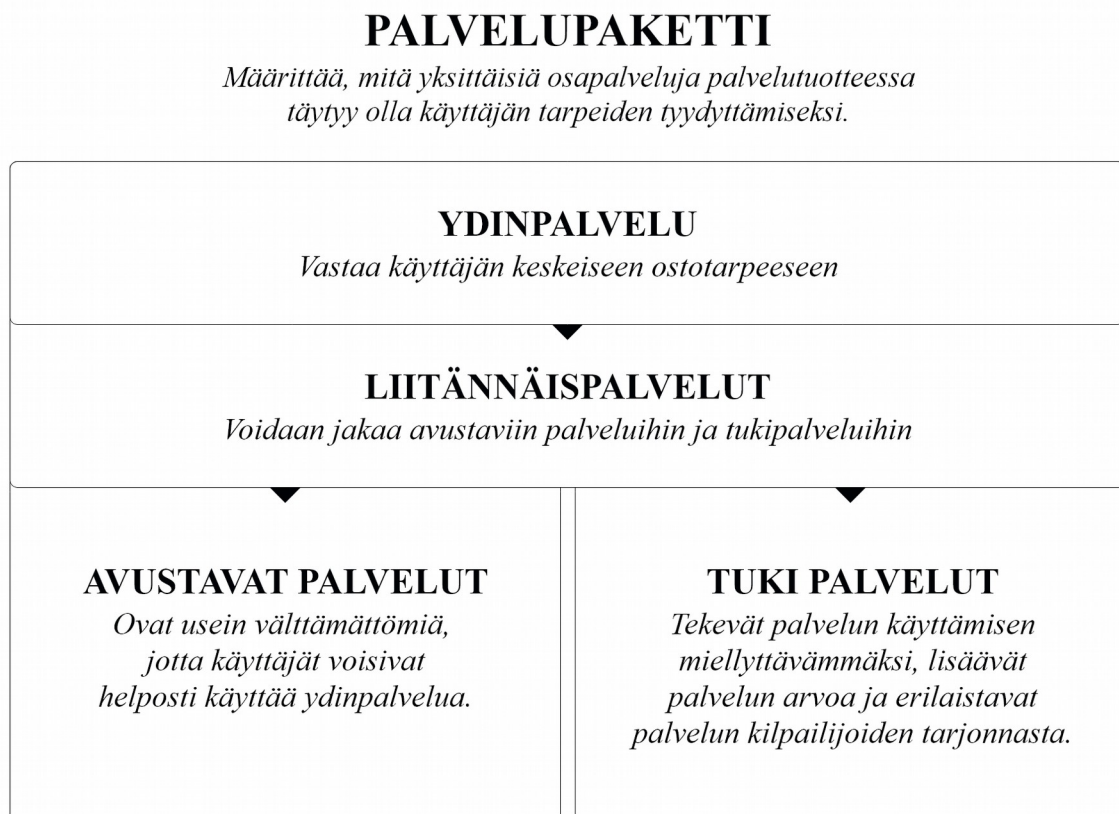 PALVELUPAKETTI
Määrittää, mitä yksittäisiä osapalveluja palvelutuotteessa
täytyy olla käyttäjän tarpeiden tyydyttämiseksi.
YDINPALVELU
Vastaa käyttäjän keskeiseen ostotarpeeseen
LIITÄNNÄISPALVELUT
Voidaan jakaa avustaviin palveluihin ja tukipalveluihin
AVUSTAVAT PALVELUT
Ovat usein välttämättömiä,
jotta käyttäjät voisivat
helposti käyttää ydinpalvelua.
TUKI PALVELUT
Tekevät palvelun käyttämisen
miellyttävämmäksi, lisäävät
palvelun arvoa ja erilaistavat
palvelun kilpailijoiden tarjonnasta.